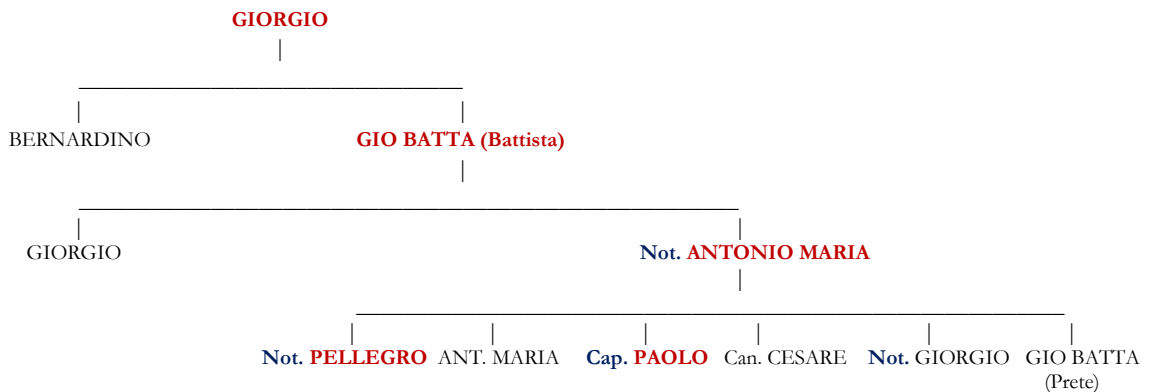 GIORGIO
BERNARDINO GIO BATTA (Battista)
GIORGIO Not. ANTONIO MARIA
Not. PELLEGRO ANT. MARIA Cap. PAOLO Can. CESARE Not. GIORGIO GIO BATTA
(Prete)